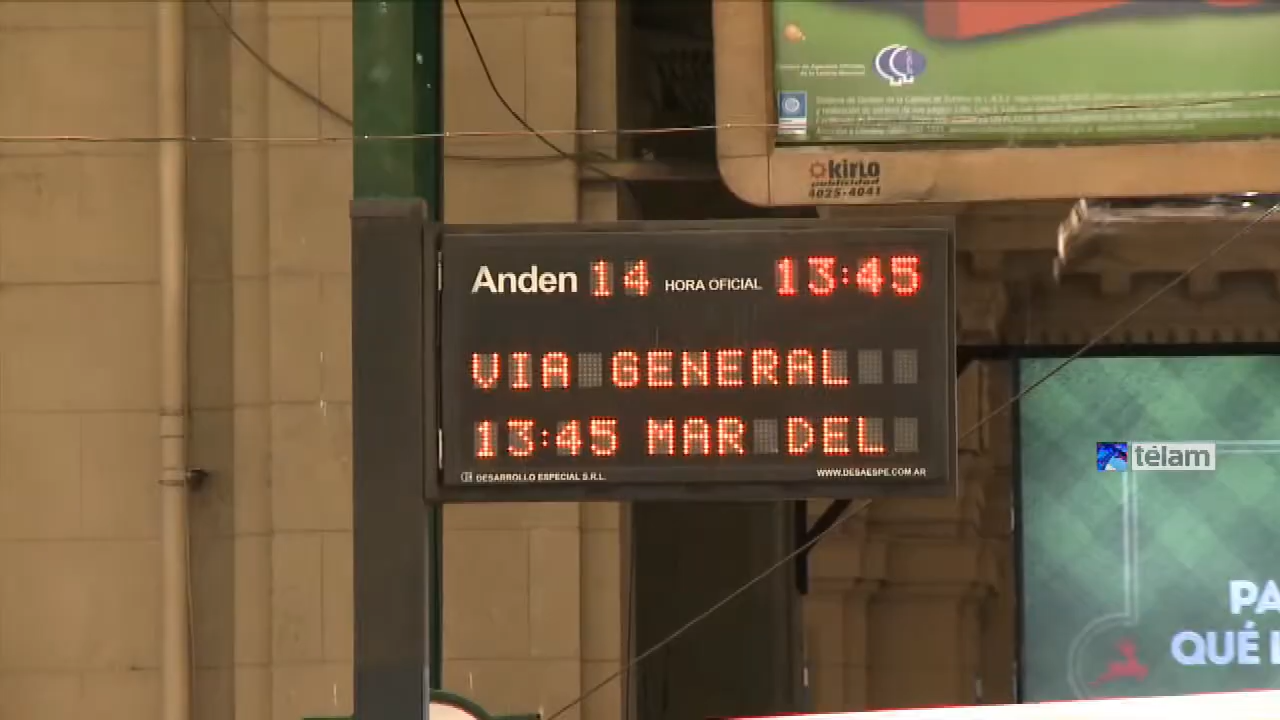 kirlo
publicidad
4025-4041
Anden 14 HORA OFICIAL 13:45
VIA GENERAL
13:45 MAR DEL
DESARROLLO ESPECIAL S.R.L. WWW.DESAESPE.COM.AR
télam
QUÉ